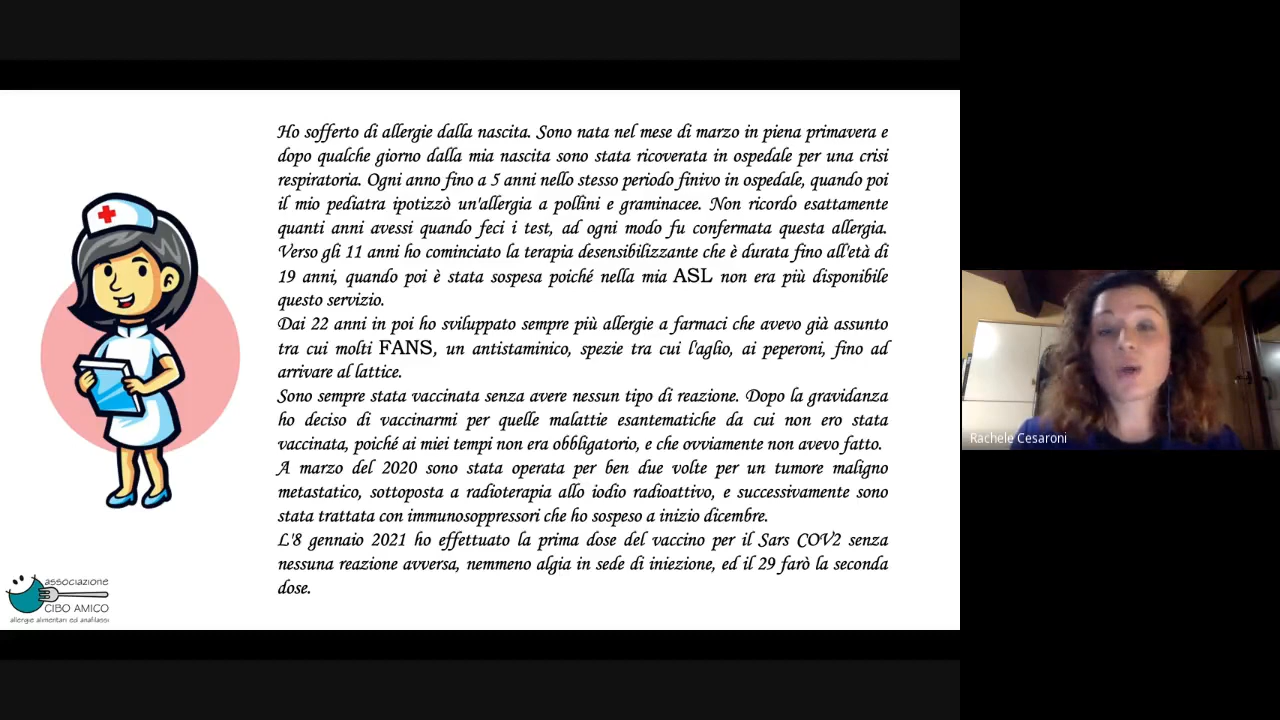 Ho sofferto di allergie dalla nascita. Sono nata nel mese di marzo in piena primavera e
dopo qualche giorno dalla mia nascita sono stata ricoverata in ospedale per una crisi
respiratoria. Ogni anno fino a 5 anni nello stesso periodo finivo in ospedale, quando poi
il mio pediatra ipotizzò un'allergia a pollini e graminacee. Non ricordo esattamente
quanti anni avessi quando feci i test, ad ogni modo fu confermata questa allergia.
Verso gli 11 anni ho cominciato la terapia desensibilizzante che è durata fino all'età di
19 anni, quando poi è stata sospesa poiché nella mia ASL non era più disponibile
questo servizio.
Dai 22 anni in poi ho sviluppato sempre più allergie a farmaci che avevo già assunto
tra cui molti FANS, un antistaminico, spezie tra cui l'aglio, ai peperoni, fino ad
arrivare al lattice.
Sono sempre stata vaccinata senza avere nessun tipo di reazione. Dopo la gravidanza
ho deciso di vaccinarmi per quelle malattie esantematiche da cui non ero stata
vaccinata, poiché ai miei tempi non era obbligatorio, e che ovviamente non avevo fatto.
A marzo del 2020 sono stata operata per ben due volte per un tumore maligno
metastatico, sottoposta a radioterapia allo iodio radioattivo, e successivamente sono
stata trattata con immunosoppressori che ho sospeso a inizio dicembre.
L'8 gennaio 2021 ho effettuato la prima dose del vaccino per il Sars COV2 senza
nessuna reazione avversa, nemmeno algia in sede di iniezione, ed il 29 farò la seconda
dose.
associazione
CIBO AMICO
allergie alimentari ed anafilassi
Rachele Cesaroni